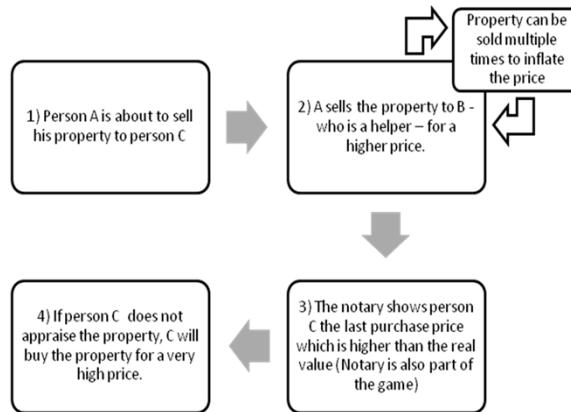 Property can be
sold multiple
times to inflate
the price
1) Person A is about to sell
his property to person C
2) A sells the property to B -
who is a helper – for a
higher price.
3) The notary shows person
C the last purchase price
which is higher than the real
value (Notary is also part of
the game)
4) If person C does not
appraise the property, C will
buy the property for a very
high price.